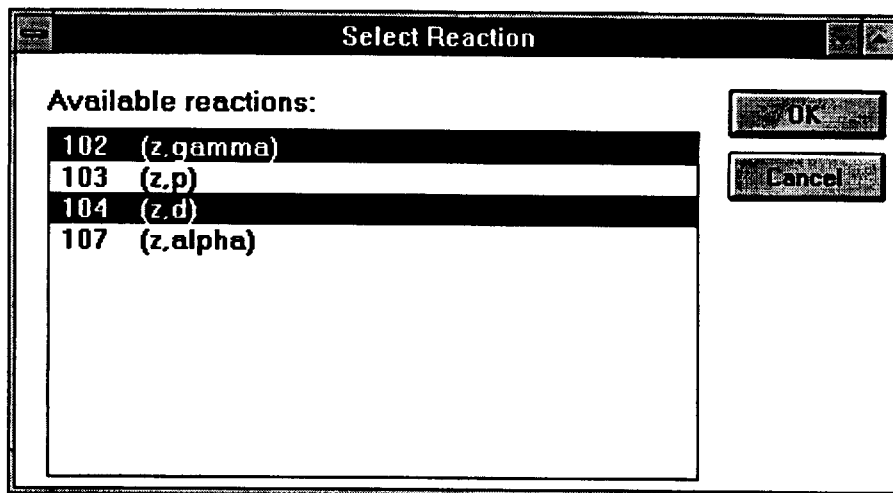 Select Reaction
Available reactions:
OK
102 (z,gamma)
103 (z,p)
Cancel
104 (z,d)
107 (z,alpha)